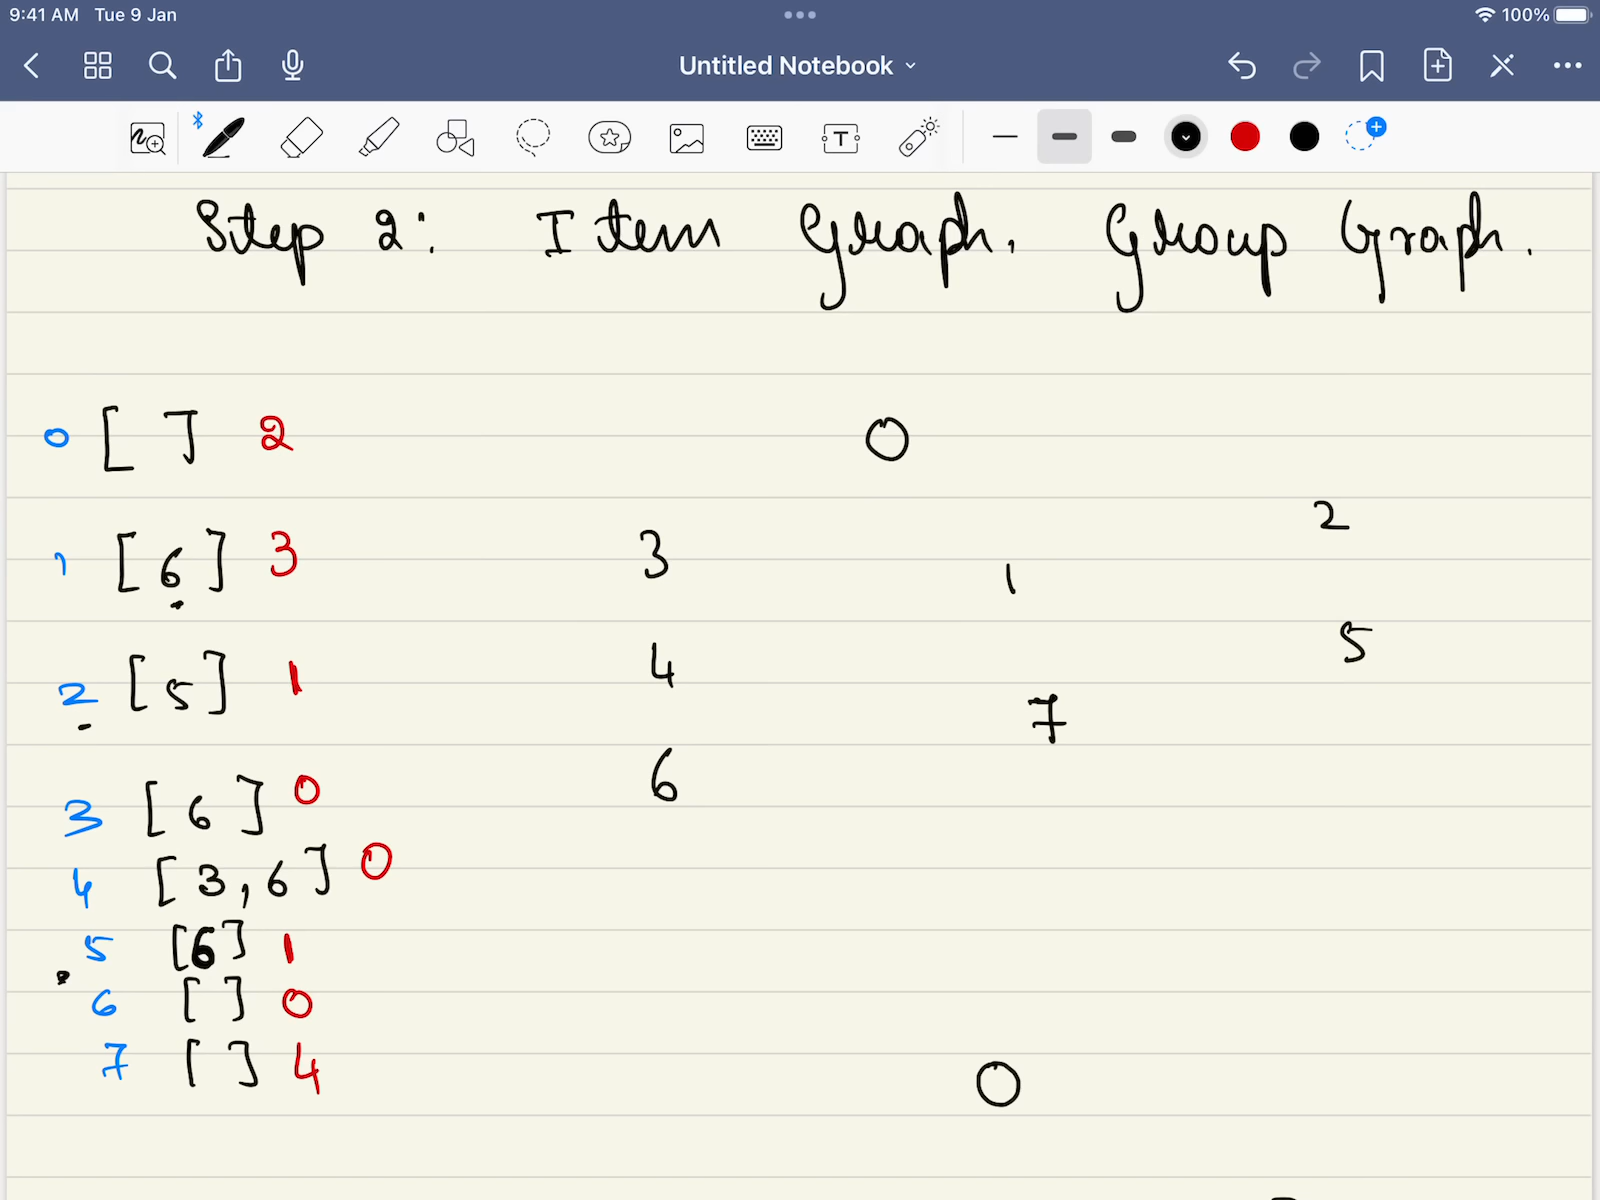 9:41 AM Tue 9 Jan 100%
Untitled Notebook
T
Step 2: Item Graph. Group Graph.
0 [ ] 2
0
2
1 [6] 3
3
1
5
2 [5] 1
4
7
3 [6] 0
6
4 [3,6] 0
5 [6] 1
6 [ ] 0
7 [ ] 4
0